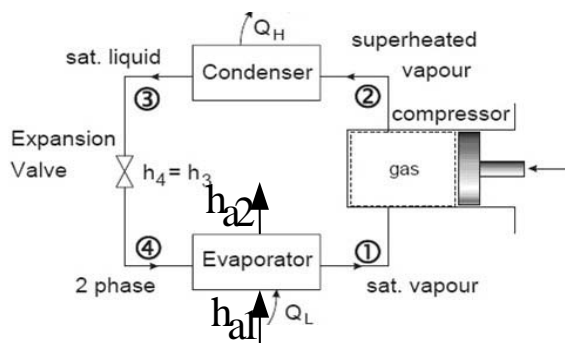 Q_H
superheated
vapour
sat. liquid
Condenser
③
②
compressor
Expansion
Valve
h₄ = h₃
gas
h_a2
④
Evaporator
①
2 phase
sat. vapour
h_a1
Q_L